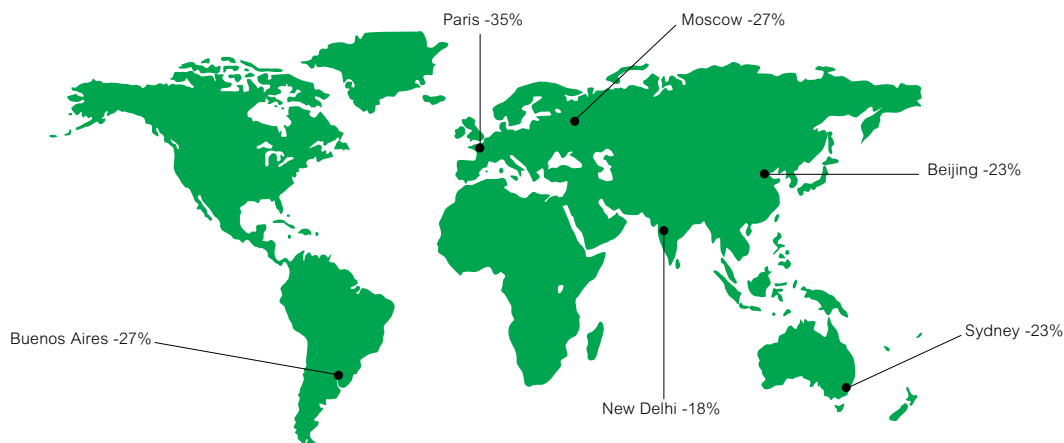 Paris -35%
Moscow -27%
Beijing -23%
Buenos Aires -27%
Sydney -23%
New Delhi -18%